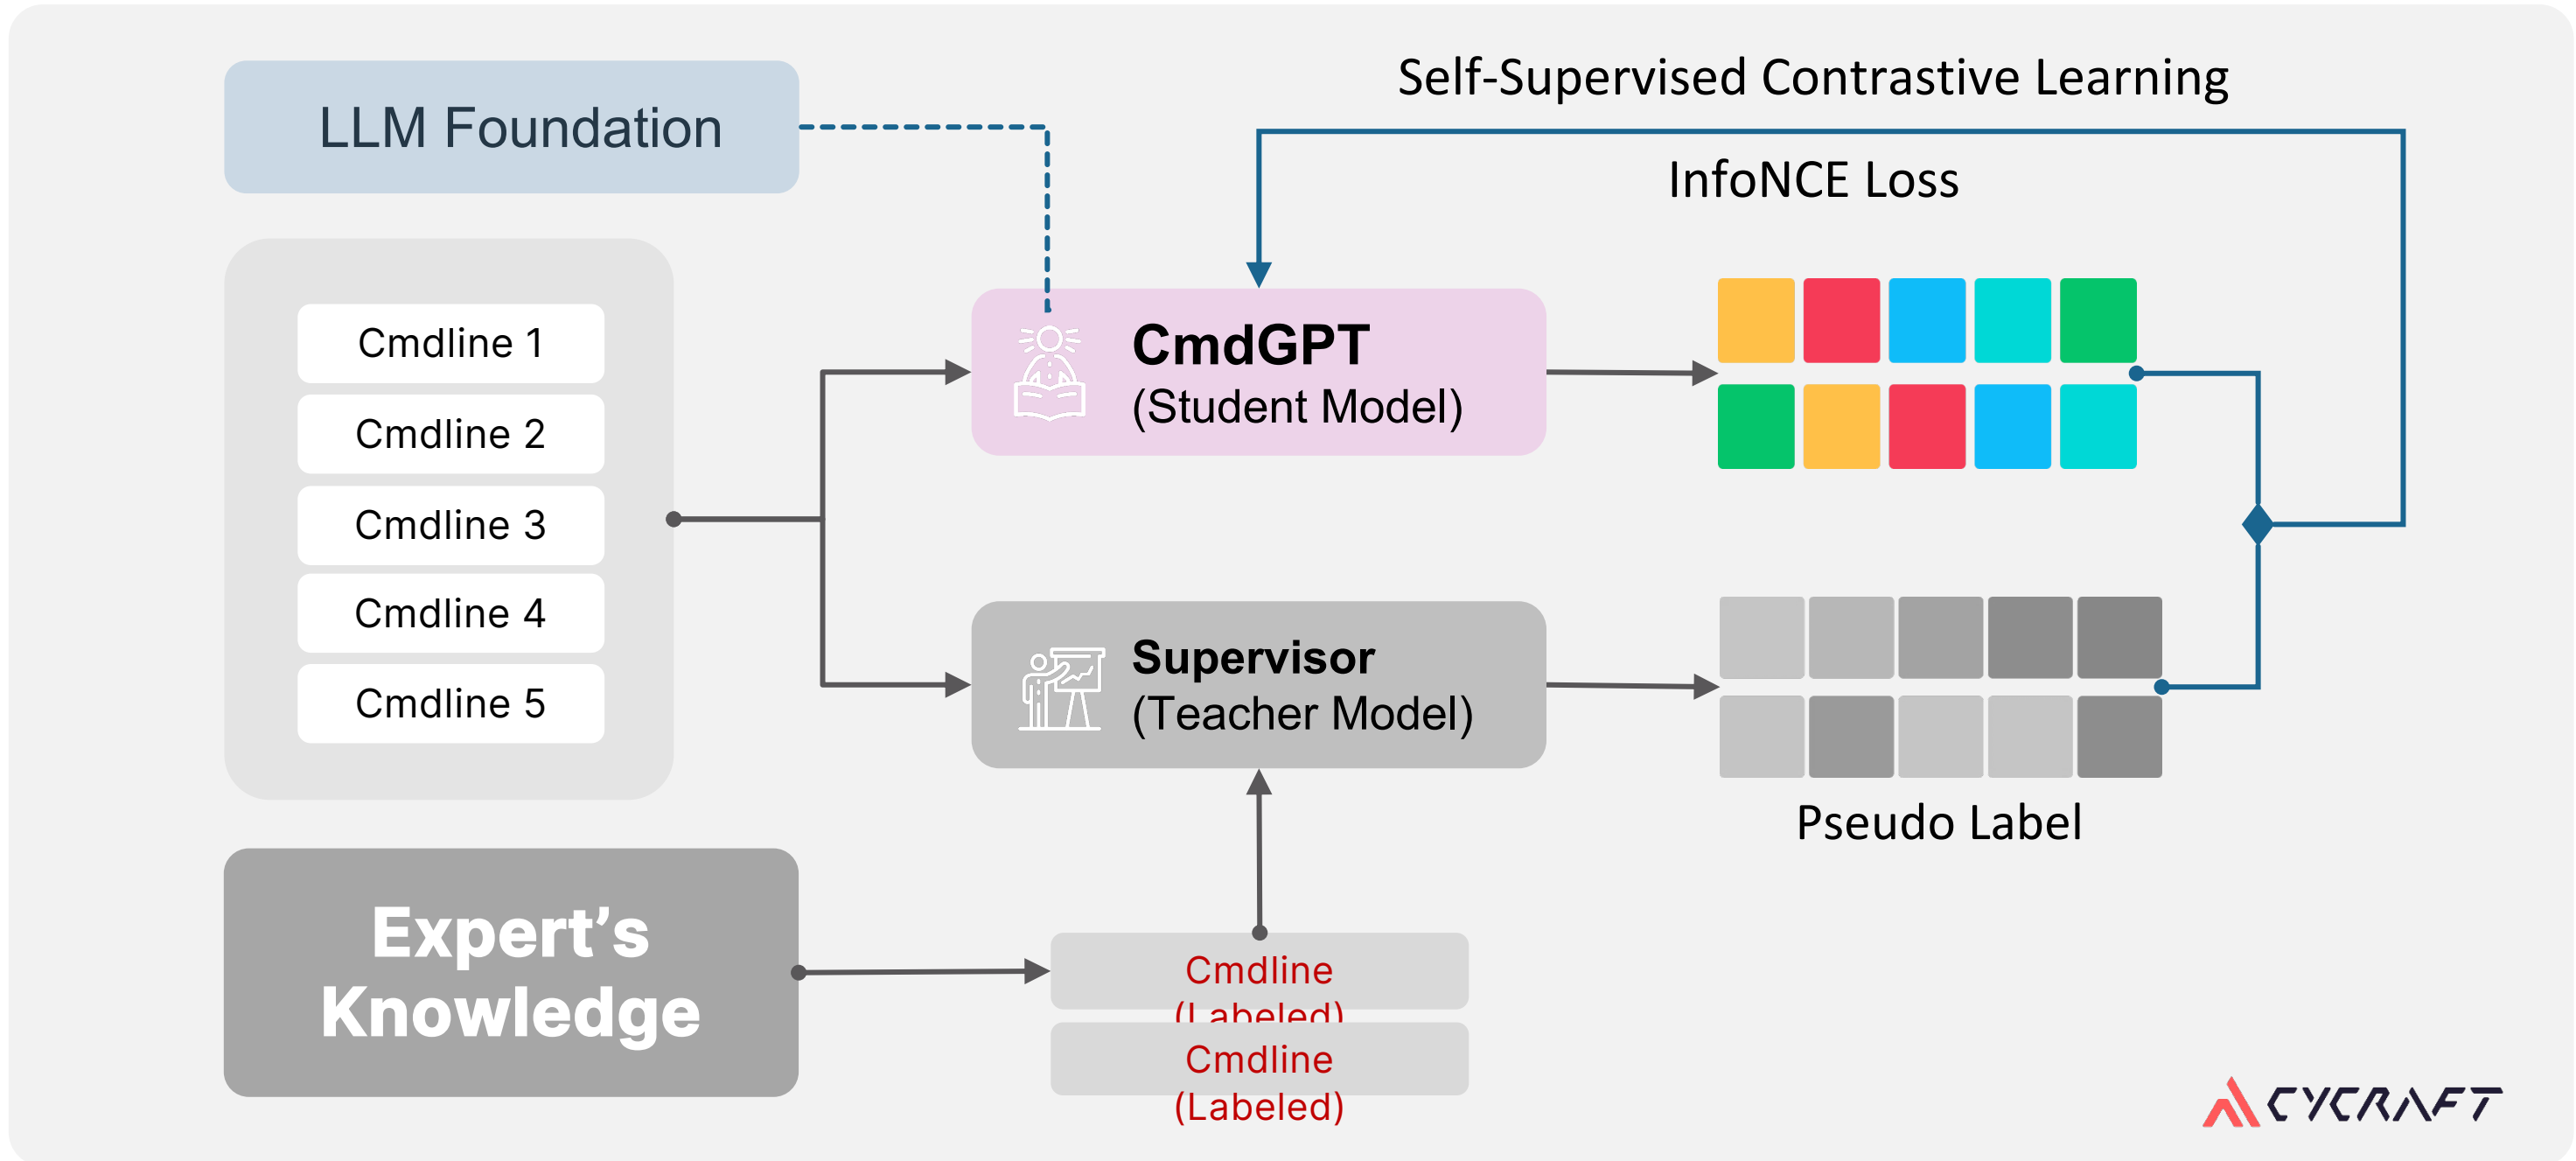 LLM Foundation
Self-Supervised Contrastive Learning
InfoNCE Loss
Cmdline 1
Cmdline 2
Cmdline 3
Cmdline 4
Cmdline 5
CmdGPT
(Student Model)
Supervisor
(Teacher Model)
Pseudo Label
Expert’s
Knowledge
Cmdline
(Labeled)
Cmdline
(Labeled)
CYCRAFT